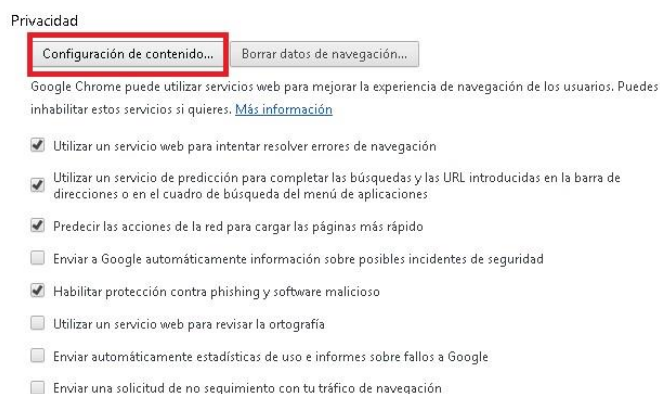 Privacidad
Configuración de contenido... Borrar datos de navegación...
Google Chrome puede utilizar servicios web para mejorar la experiencia de navegación de los usuarios. Puedes
inhabilitar estos servicios si quieres. Más información
Utilizar un servicio web para intentar resolver errores de navegación
Utilizar un servicio de predicción para completar las búsquedas y las URL introducidas en la barra de
direcciones o en el cuadro de búsqueda del menú de aplicaciones
Predecir las acciones de la red para cargar las páginas más rápido
Enviar a Google automáticamente información sobre posibles incidentes de seguridad
Habilitar protección contra phishing y software malicioso
Utilizar un servicio web para revisar la ortografía
Enviar automáticamente estadísticas de uso e informes sobre fallos a Google
Enviar una solicitud de no seguimiento con tu tráfico de navegación